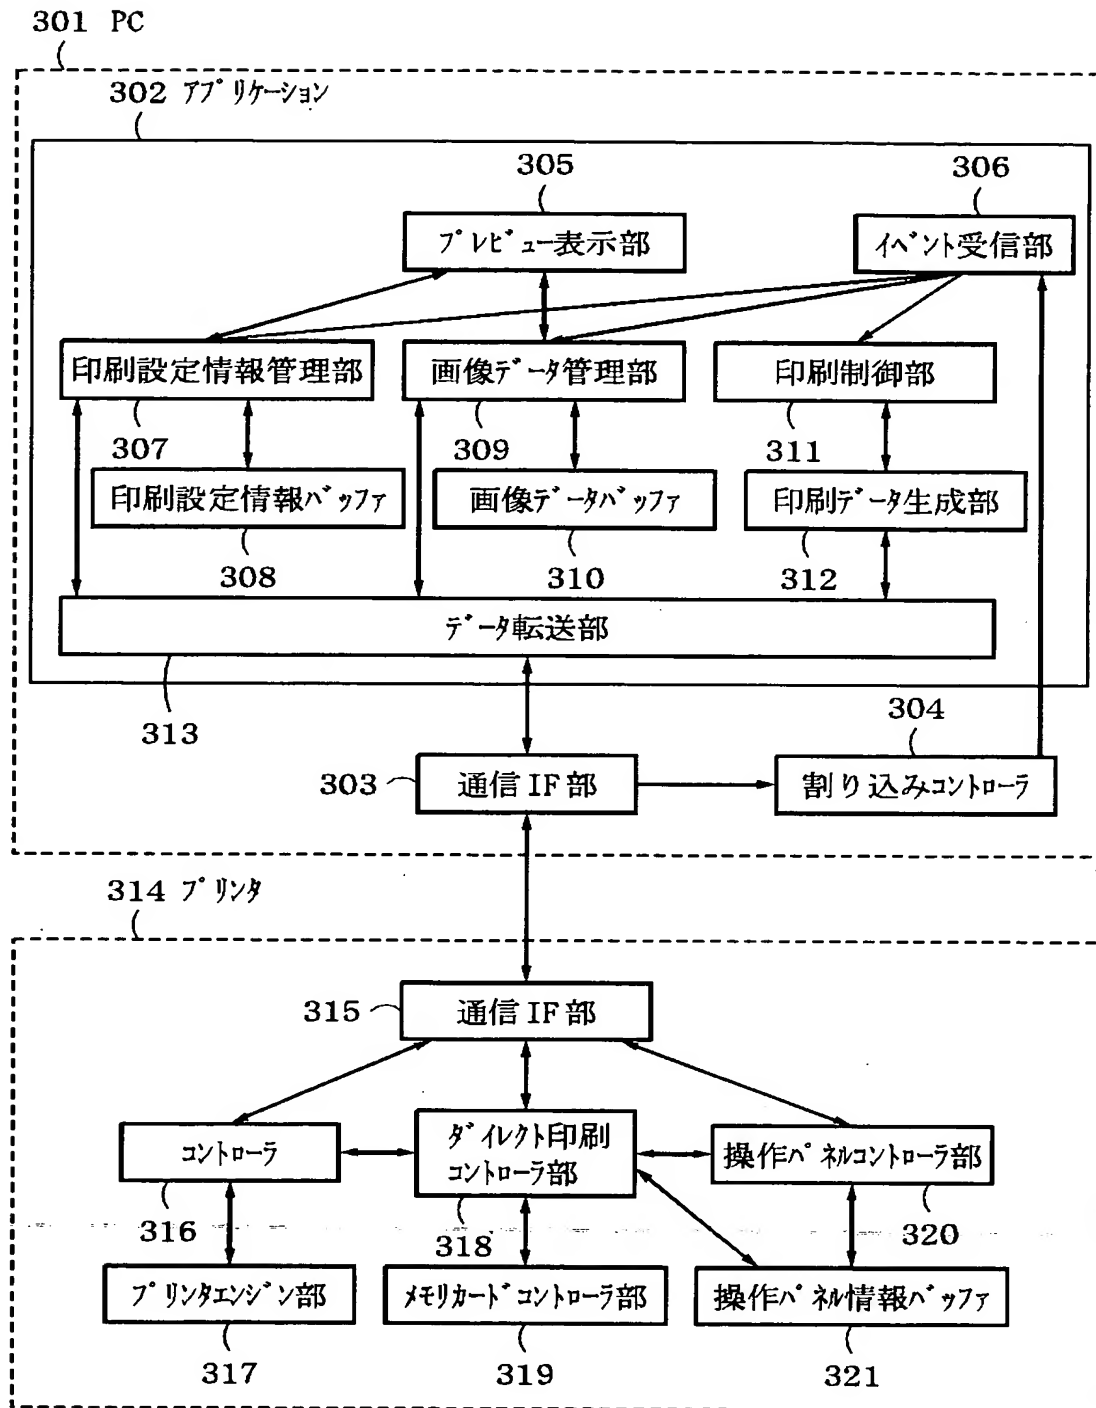 301 PC
302 アプリケーション
305
306
プレビュー表示部
イベント受信部
印刷設定情報管理部
画像データ管理部
印刷制御部
307
309
311
印刷設定情報バッファ
画像データバッファ
印刷データ生成部
308
310
312
データ転送部
313
304
303
通信IF部
割り込みコントローラ
314 プリンタ
315
通信IF部
コントローラ
ダイレクト印刷
コントローラ部
操作パネルコントローラ部
316
318
320
プリンタエンジン部
メモリカードコントローラ部
操作パネル情報バッファ
317
319
321